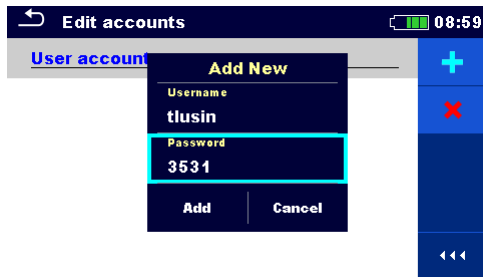 Edit accounts
08:59
User account
Add New
Username
tlusin
Password
3531
Add
Cancel